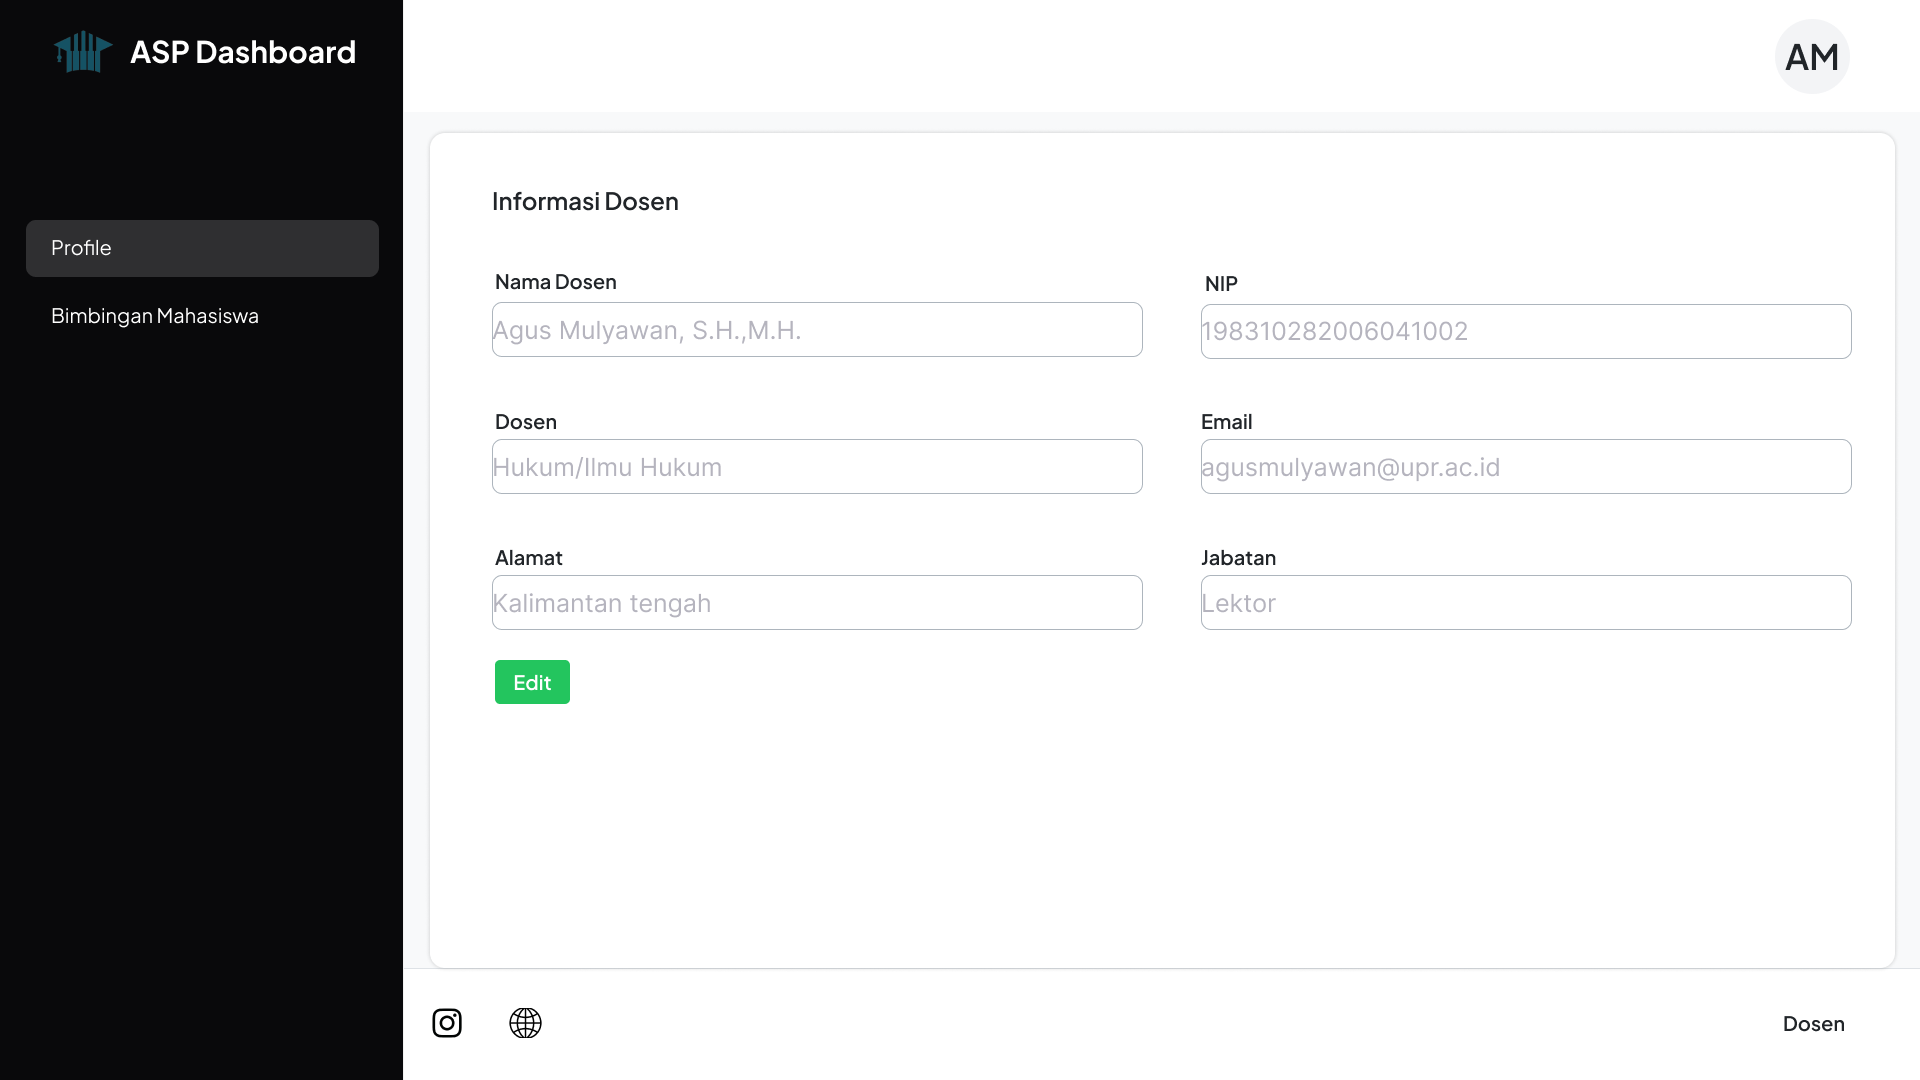 ASP Dashboard
AM
Profile
Bimbingan Mahasiswa
Informasi Dosen
Nama Dosen
Agus Mulyawan, S.H.,M.H.
NIP
198310282006041002
Dosen
Hukum/Ilmu Hukum
Email
agusmulyawan@upr.ac.id
Alamat
Kalimantan tengah
Jabatan
Lektor
Edit
Dosen